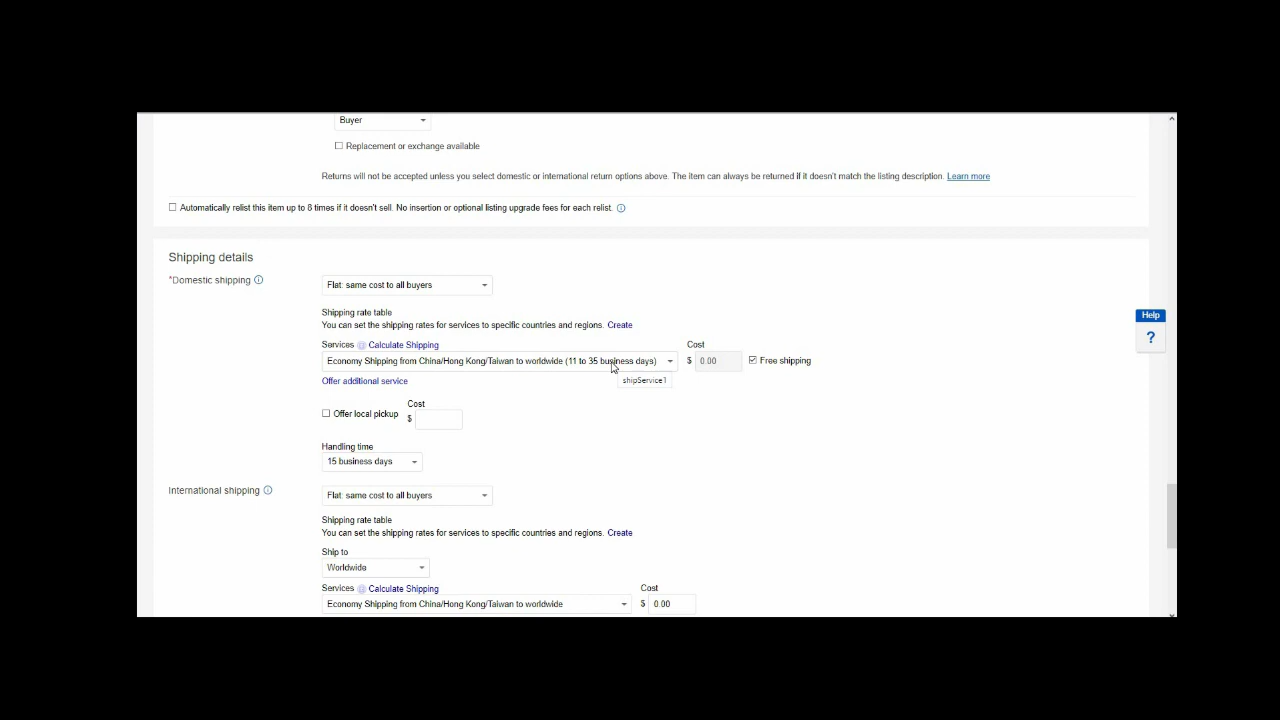 Buyer
Replacement or exchange available
Returns will not be accepted unless you select domestic or international return options above. The item can always be returned if it doesn't match the listing description. Learn more
Automatically relist this item up to 8 times if it doesn't sell. No insertion or optional listing upgrade fees for each relist.
Shipping details
*Domestic shipping
Flat: same cost to all buyers
Help
?
Shipping rate table
You can set the shipping rates for services to specific countries and regions. Create
Services Calculate Shipping Cost
Economy Shipping from China/Hong Kong/Taiwan to worldwide (11 to 35 business days) $ 0.00 Free shipping
shipService1
Offer additional service
Cost
Offer local pickup $
Handling time
15 business days
International shipping
Flat: same cost to all buyers
Shipping rate table
You can set the shipping rates for services to specific countries and regions. Create
Ship to
Worldwide
Services Calculate Shipping Cost
Economy Shipping from China/Hong Kong/Taiwan to worldwide $ 0.00